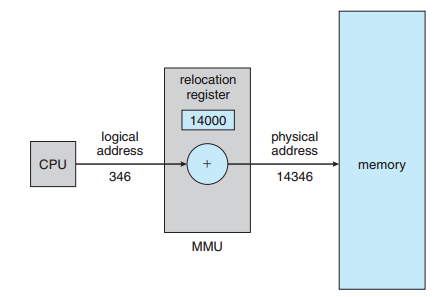 relocation
register
14000
logical
address
346
CPU
+
physical
address
14346
memory
MMU